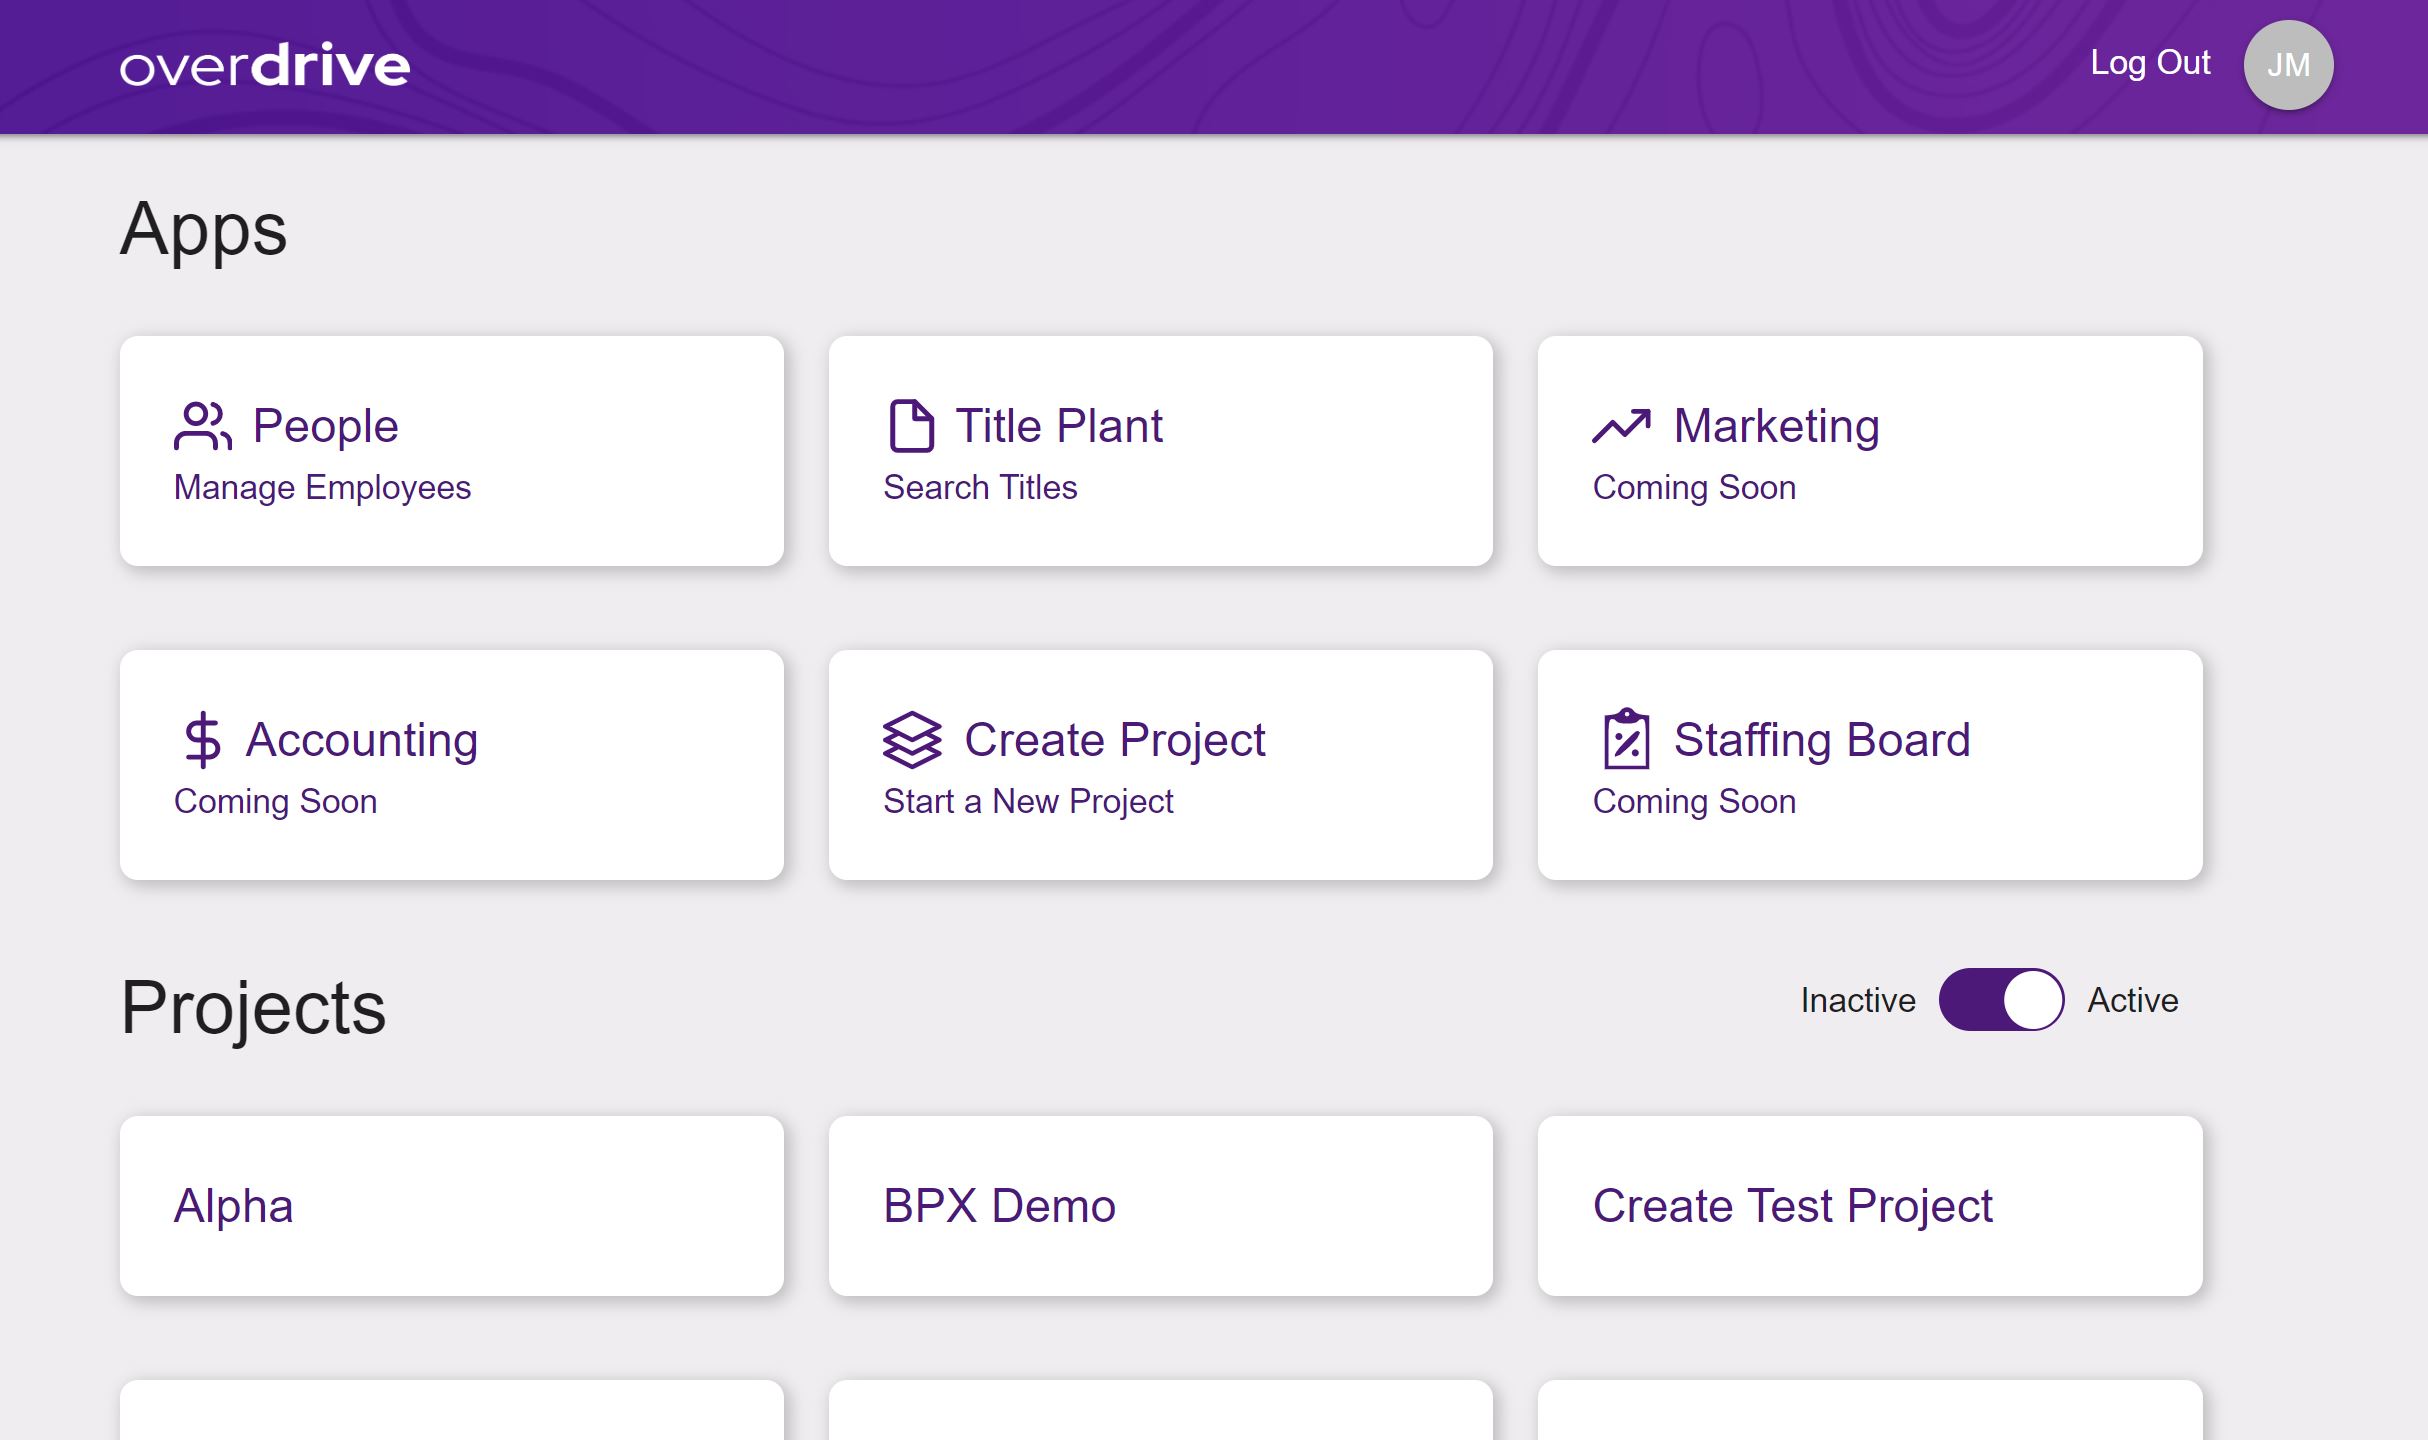 overdrive
Log Out
JM
Apps
People
Manage Employees
Title Plant
Search Titles
Marketing
Coming Soon
Accounting
Coming Soon
Create Project
Start a New Project
Staffing Board
Coming Soon
Projects
Inactive
Active
Alpha
BPX Demo
Create Test Project